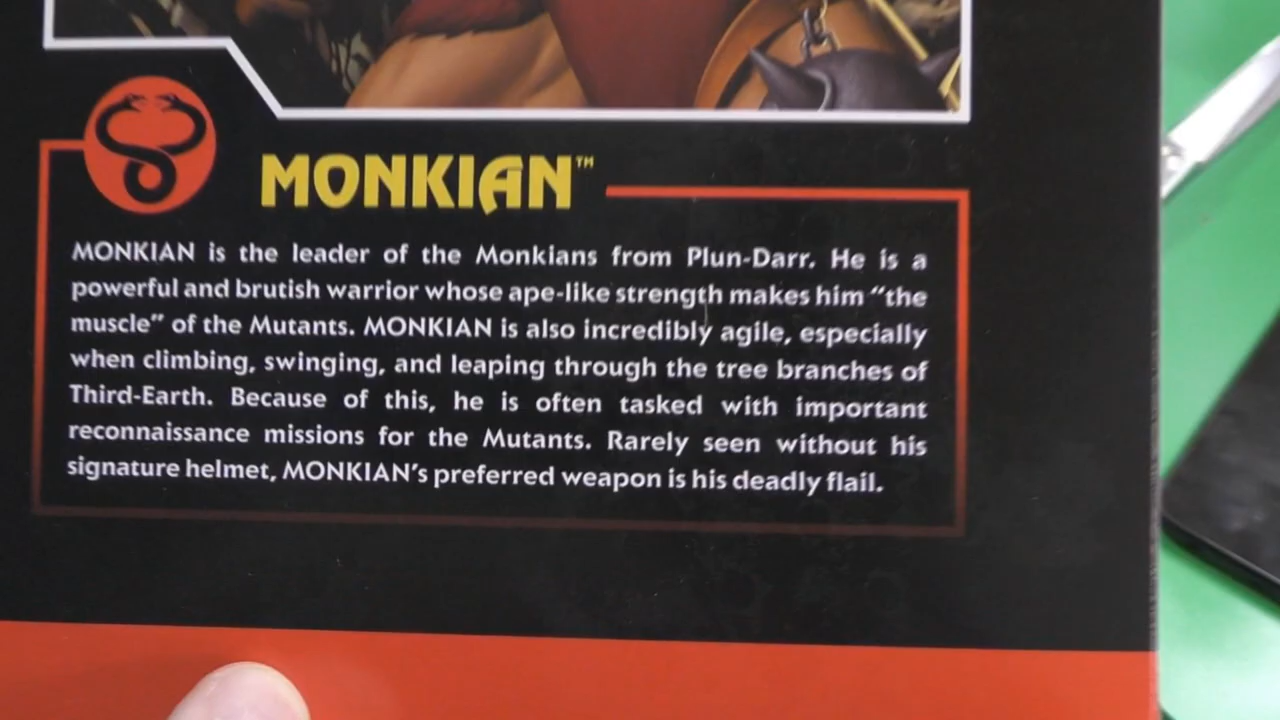 MONKIAN™
MONKIAN is the leader of the Monkians from Plun-Darr. He is a
powerful and brutish warrior whose ape-like strength makes him “the
muscle” of the Mutants. MONKIAN is also incredibly agile, especially
when climbing, swinging, and leaping through the tree branches of
Third-Earth. Because of this, he is often tasked with important
reconnaissance missions for the Mutants. Rarely seen without his
signature helmet, MONKIAN’s preferred weapon is his deadly flail.